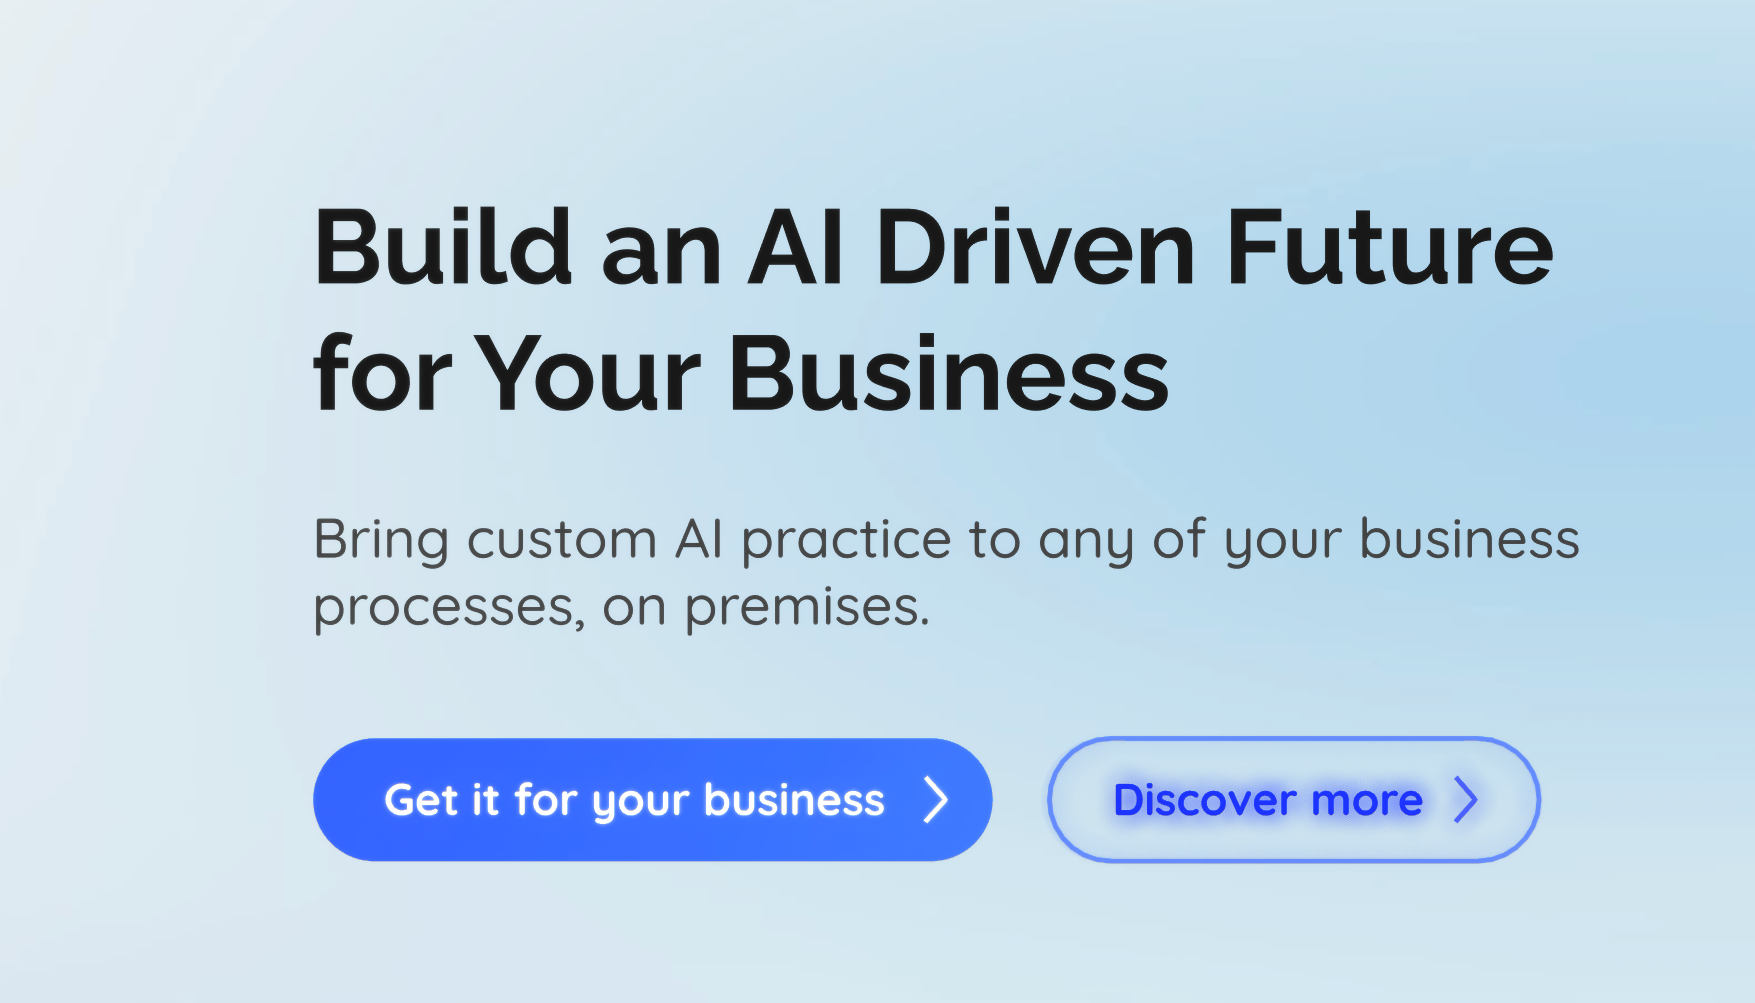 Build an AI Driven Future
for Your Business
Bring custom AI practice to any of your business
processes, on premises.
Get it for your business
Discover more